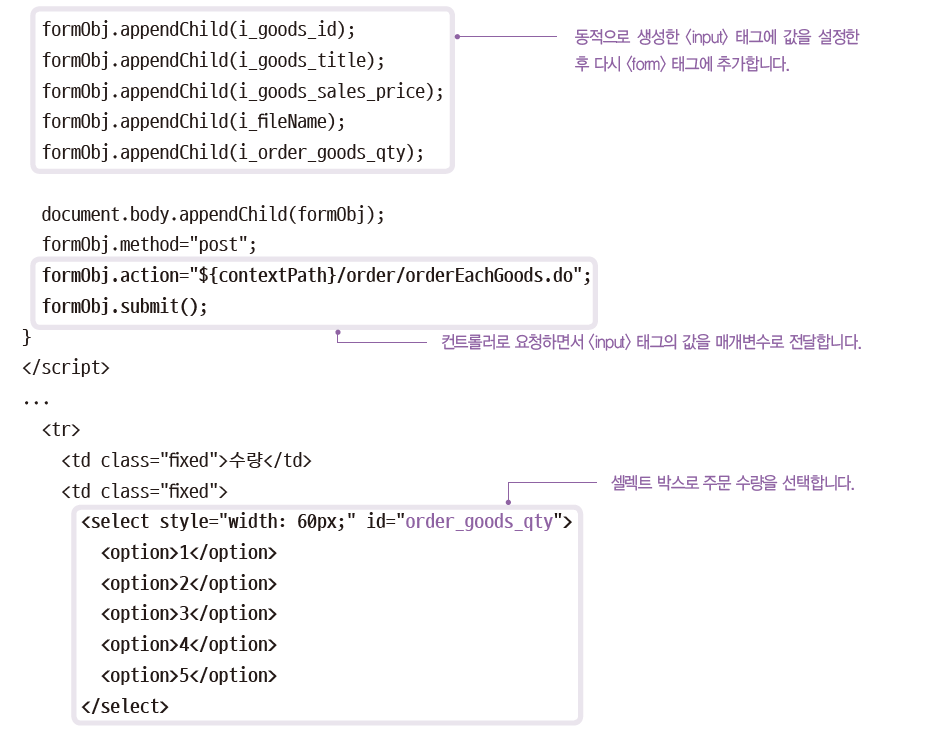 formObj.appendChild(i_goods_id);
formObj.appendChild(i_goods_title);
formObj.appendChild(i_goods_sales_price);
formObj.appendChild(i_fileName);
formObj.appendChild(i_order_goods_qty);
동적으로 생성한 〈input〉 태그에 값을 설정한
후 다시 〈form〉 태그에 추가합니다.
document.body.appendChild(formObj);
formObj.method="post";
formObj.action="${contextPath}/order/orderEachGoods.do";
formObj.submit();
}
컨트롤러로 요청하면서 〈input〉 태그의 값을 매개변수로 전달합니다.
</script>
...
<tr>
<td class="fixed">수량</td>
<td class="fixed">
셀렉트 박스로 주문 수량을 선택합니다.
<select style="width: 60px;" id="order_goods_qty">
<option>1</option>
<option>2</option>
<option>3</option>
<option>4</option>
<option>5</option>
</select>